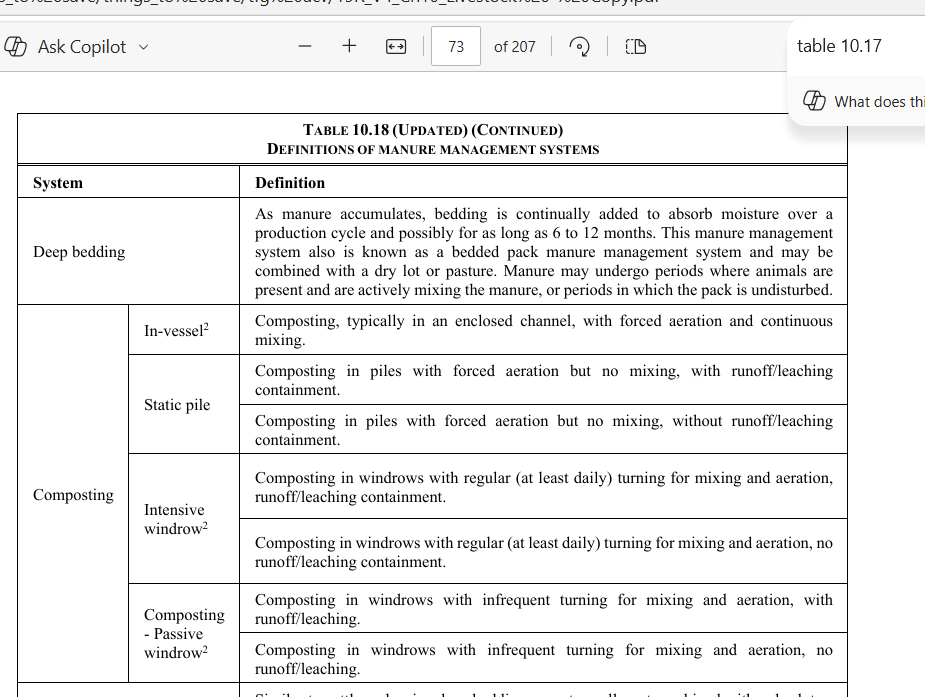 Ask Copilot
73 of 207
table 10.17
What does thi
TABLE 10.18 (UPDATED) (CONTINUED)
DEFINITIONS OF MANURE MANAGEMENT SYSTEMS
System
Definition
Deep bedding
As manure accumulates, bedding is continually added to absorb moisture over a
production cycle and possibly for as long as 6 to 12 months. This manure management
system also is known as a bedded pack manure management system and may be
combined with a dry lot or pasture. Manure may undergo periods where animals are
present and are actively mixing the manure, or periods in which the pack is undisturbed.
Composting
In-vessel²
Composting, typically in an enclosed channel, with forced aeration and continuous
mixing.
Static pile
Composting in piles with forced aeration but no mixing, with runoff/leaching
containment.
Composting in piles with forced aeration but no mixing, without runoff/leaching
containment.
Intensive
windrow²
Composting in windrows with regular (at least daily) turning for mixing and aeration,
runoff/leaching containment.
Composting in windrows with regular (at least daily) turning for mixing and aeration, no
runoff/leaching containment.
Composting
- Passive
windrow²
Composting in windrows with infrequent turning for mixing and aeration, with
runoff/leaching.
Composting in windrows with infrequent turning for mixing and aeration, no
runoff/leaching.